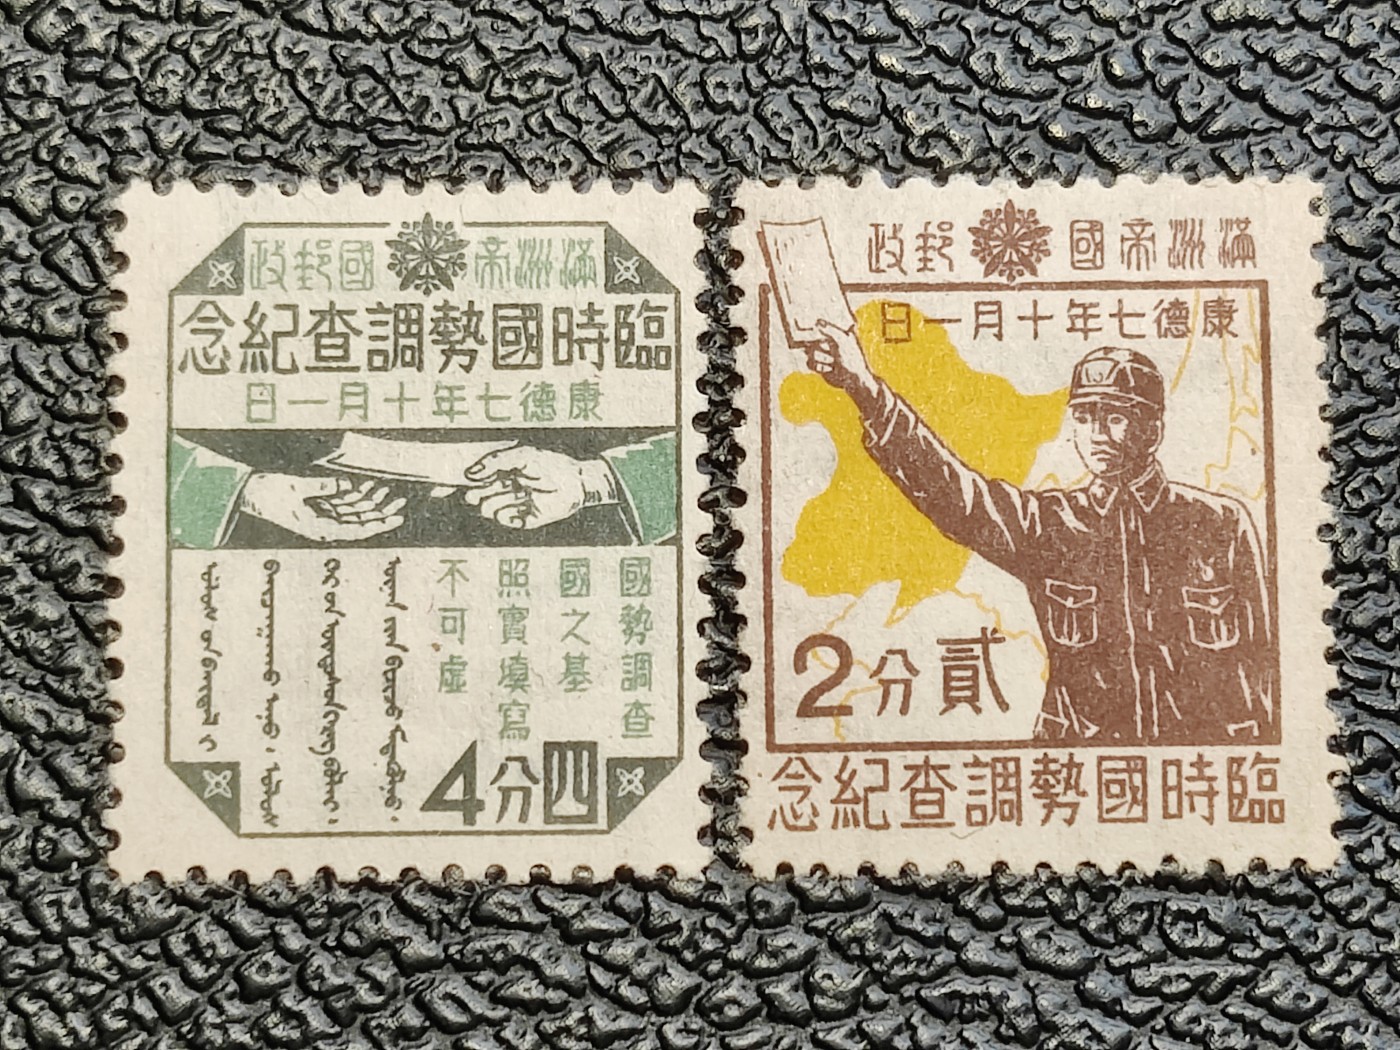 滿洲帝國郵政
臨時國勢調查紀念
康德七年十月一日
國勢調查
國之基
照實填寫
不可虛
4分四
滿洲帝國郵政
康德七年十月一日
2分貳
臨時國勢調查紀念